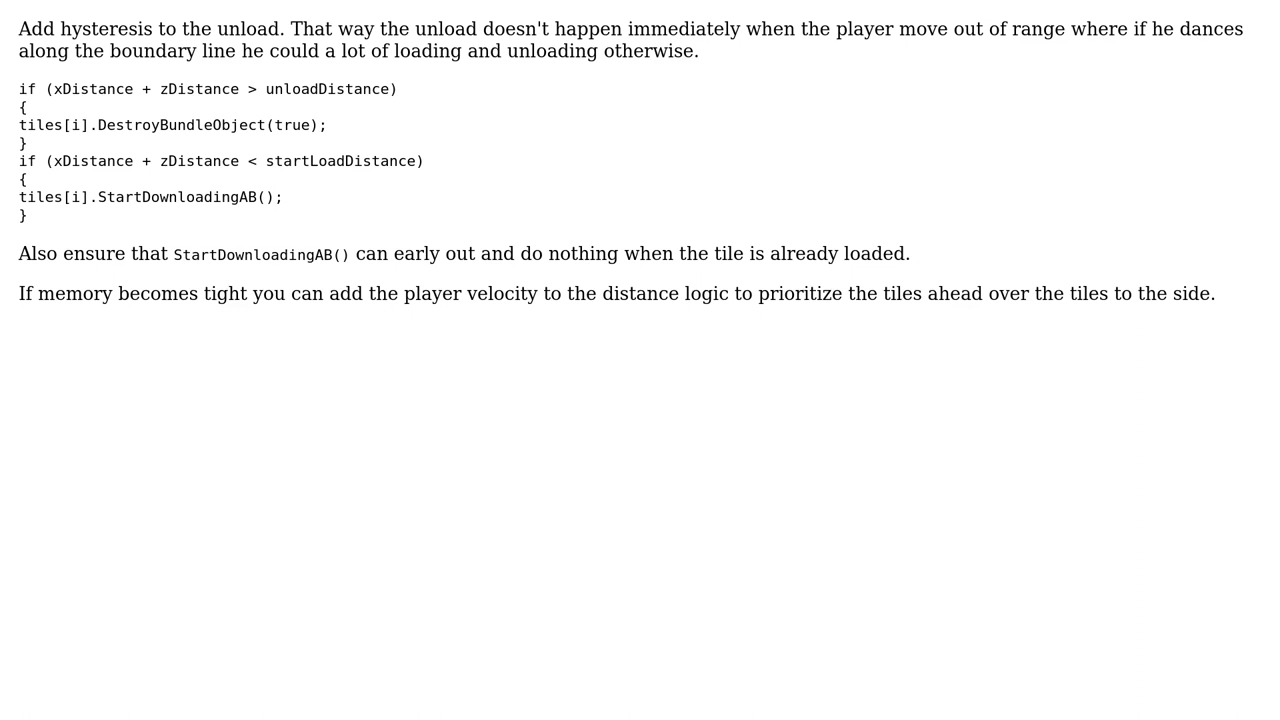 Add hysteresis to the unload. That way the unload doesn't happen immediately when the player move out of range where if he dances
along the boundary line he could a lot of loading and unloading otherwise.
if (xDistance + zDistance > unloadDistance)
{
tiles[i].DestroyBundleObject(true);
}
if (xDistance + zDistance < startLoadDistance)
{
tiles[i].StartDownloadingAB();
}
Also ensure that StartDownloadingAB() can early out and do nothing when the tile is already loaded.
If memory becomes tight you can add the player velocity to the distance logic to prioritize the tiles ahead over the tiles to the side.